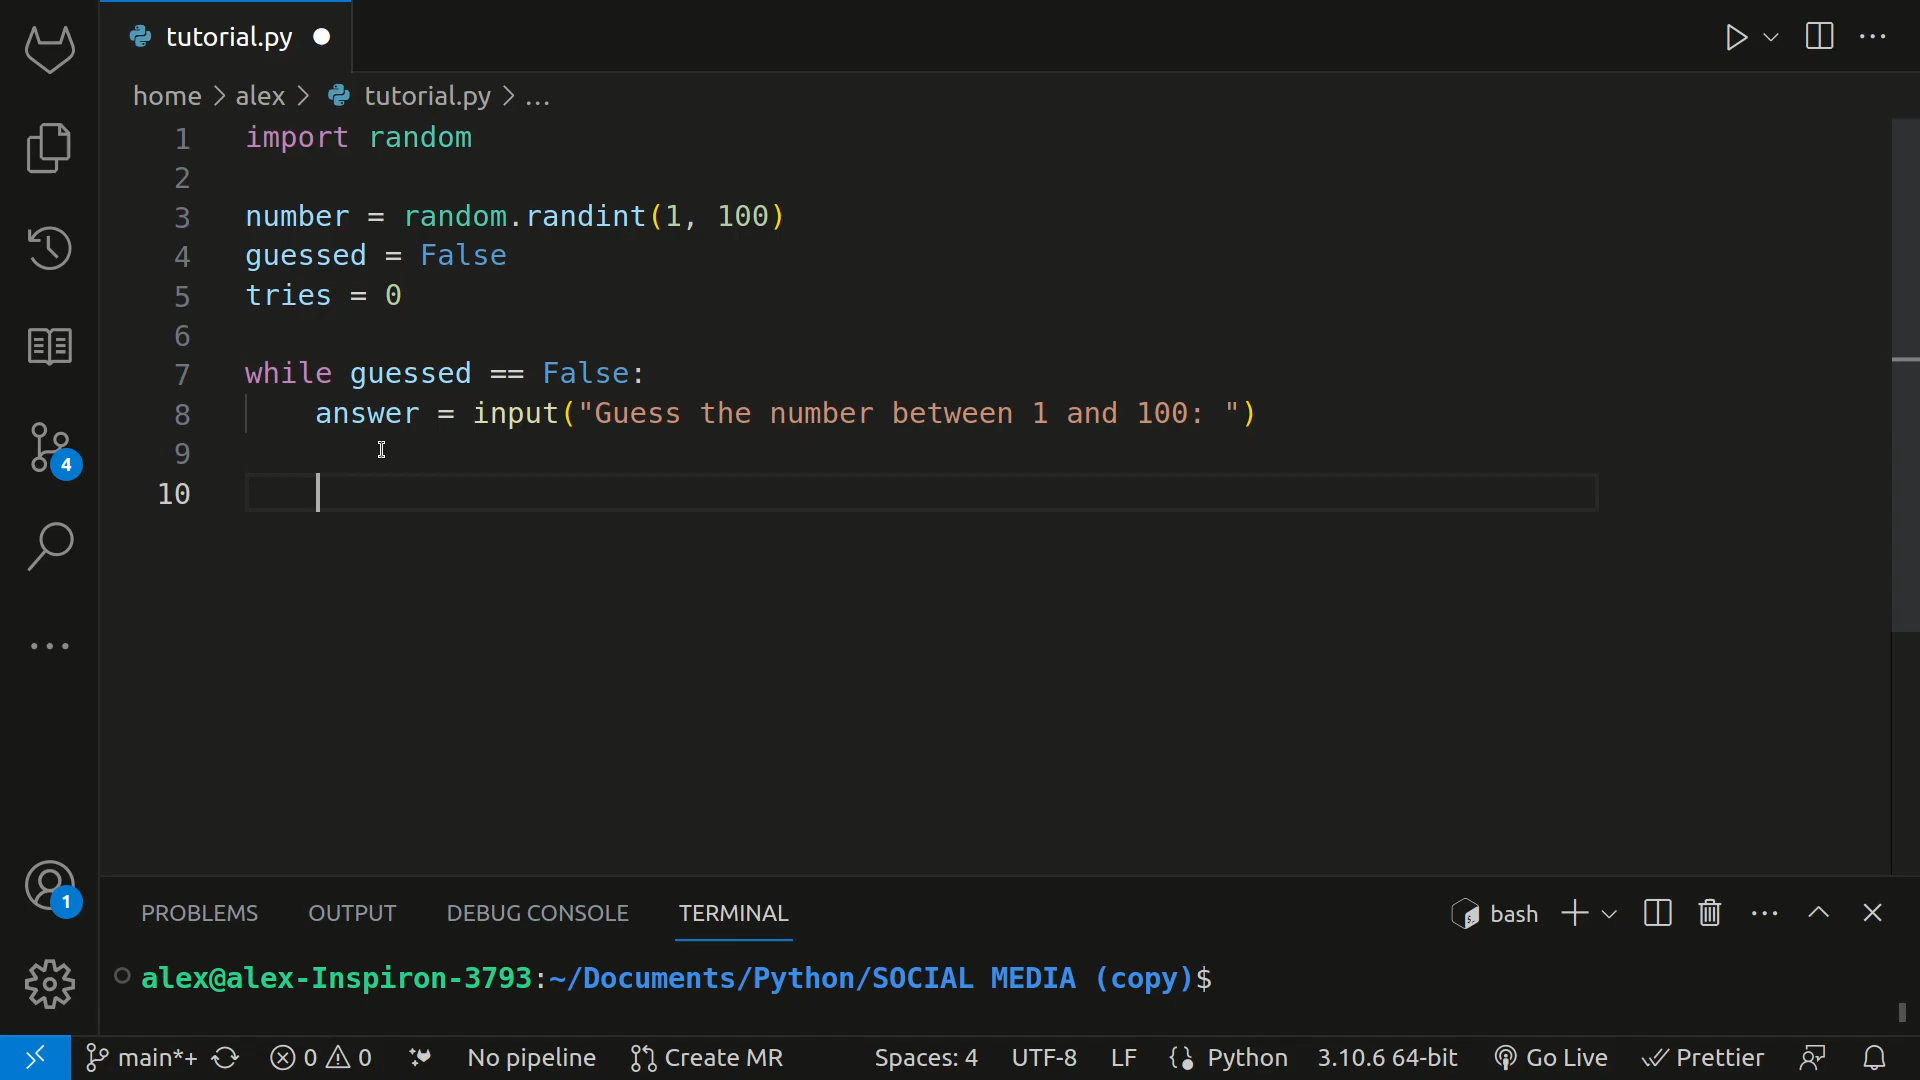 tutorial.py
home > alex > tutorial.py > ...
1 import random
2
3 number = random.randint(1, 100)
4 guessed = False
5 tries = 0
6
7 while guessed == False:
8     answer = input("Guess the number between 1 and 100: ")
9
10
4
1
PROBLEMS OUTPUT DEBUG CONSOLE TERMINAL bash
alex@alex-Inspiron-3793:~/Documents/Python/SOCIAL MEDIA (copy)$
main*+ 0 0 No pipeline Create MR Spaces: 4 UTF-8 LF Python 3.10.6 64-bit Go Live Prettier